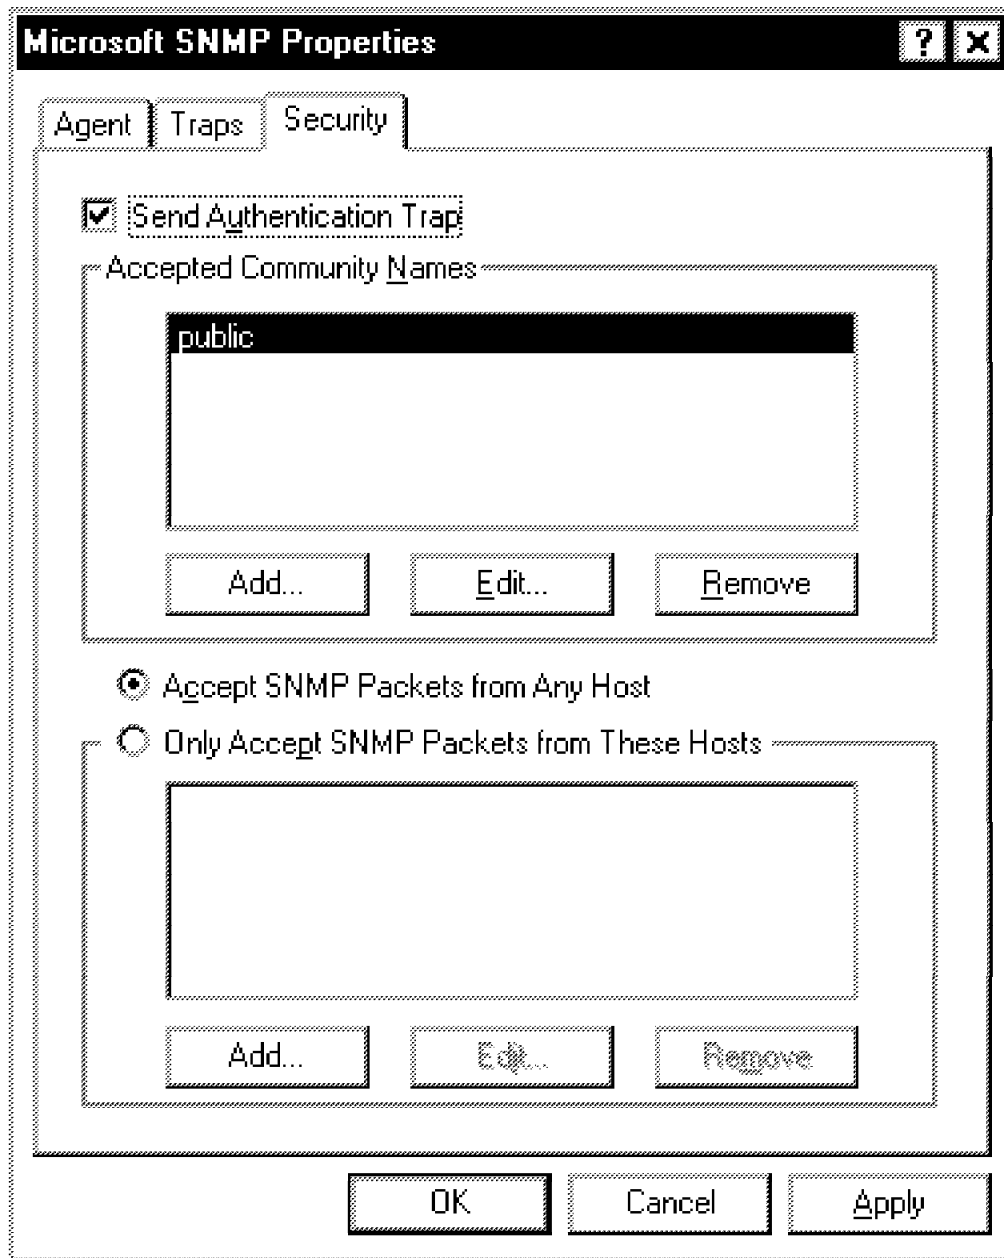 Microsoft SNMP Properties ? X
Agent Traps Security
Send Authentication Trap
Accepted Community Names
public
Add... Edit... Remove
Accept SNMP Packets from Any Host
Only Accept SNMP Packets from These Hosts
Add... Edit... Remove
OK Cancel Apply